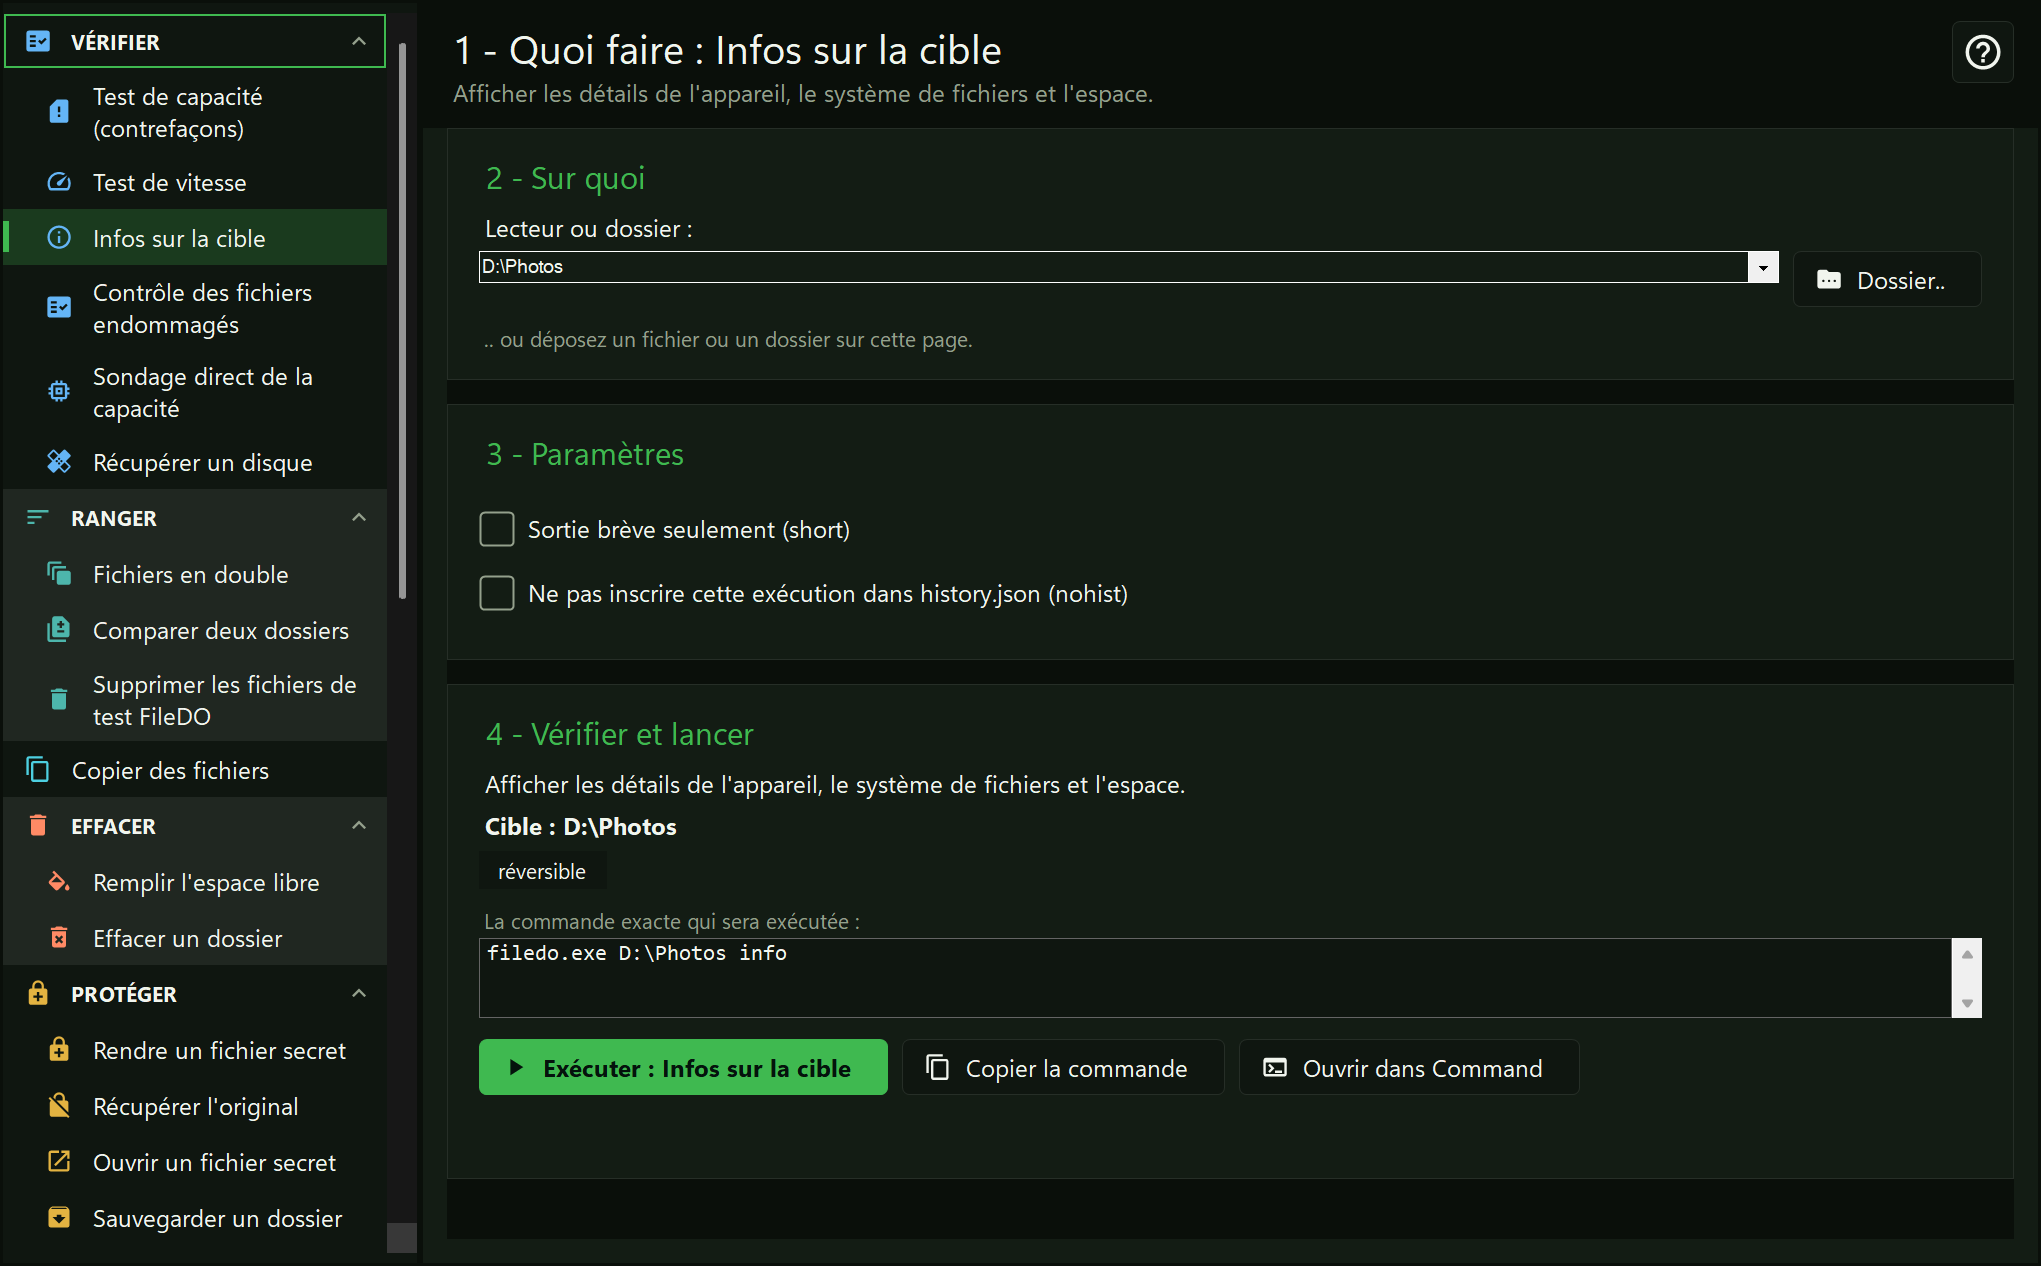 VÉRIFIER
Test de capacité
(contrefaçons)
Test de vitesse
Infos sur la cible
Contrôle des fichiers
endommagés
Sondage direct de la
capacité
Récupérer un disque
RANGER
Fichiers en double
Comparer deux dossiers
Supprimer les fichiers de
test FileDO
Copier des fichiers
EFFACER
Remplir l'espace libre
Effacer un dossier
PROTÉGER
Rendre un fichier secret
Récupérer l'original
Ouvrir un fichier secret
Sauvegarder un dossier
1 - Quoi faire : Infos sur la cible
Afficher les détails de l'appareil, le système de fichiers et l'espace.
2 - Sur quoi
Lecteur ou dossier :
D:\Photos
Dossier..
.. ou déposez un fichier ou un dossier sur cette page.
3 - Paramètres
Sortie brève seulement (short)
Ne pas inscrire cette exécution dans history.json (nohist)
4 - Vérifier et lancer
Afficher les détails de l'appareil, le système de fichiers et l'espace.
Cible : D:\Photos
réversible
La commande exacte qui sera exécutée :
filedo.exe D:\Photos info
Exécuter : Infos sur la cible
Copier la commande
Ouvrir dans Command